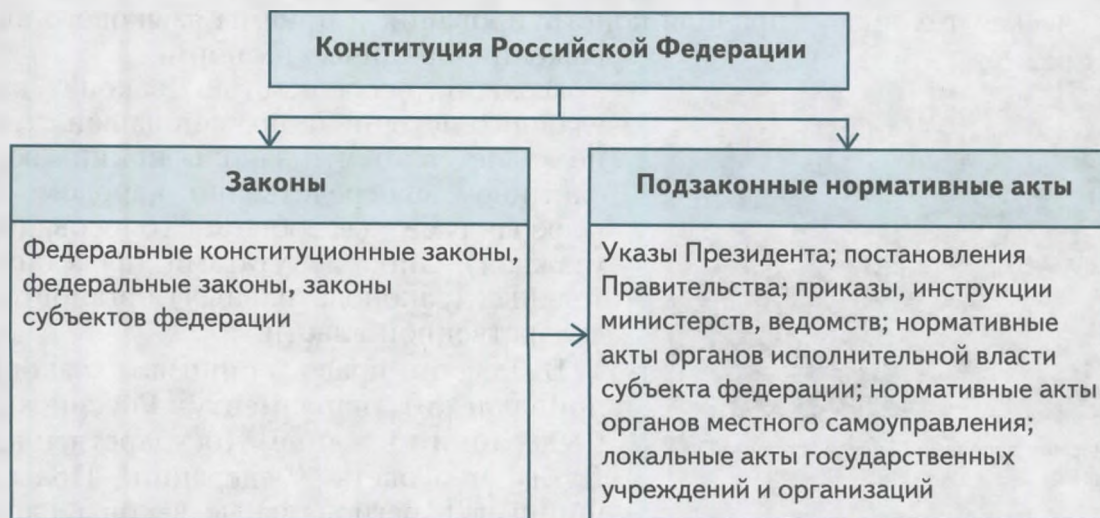 Конституция Российской Федерации
Законы
Федеральные конституционные законы,
федеральные законы, законы
субъектов федерации
Подзаконные нормативные акты
Указы Президента; постановления
Правительства; приказы, инструкции
министерств, ведомств; нормативные
акты органов исполнительной власти
субъекта федерации; нормативные акты
органов местного самоуправления;
локальные акты государственных
учреждений и организаций